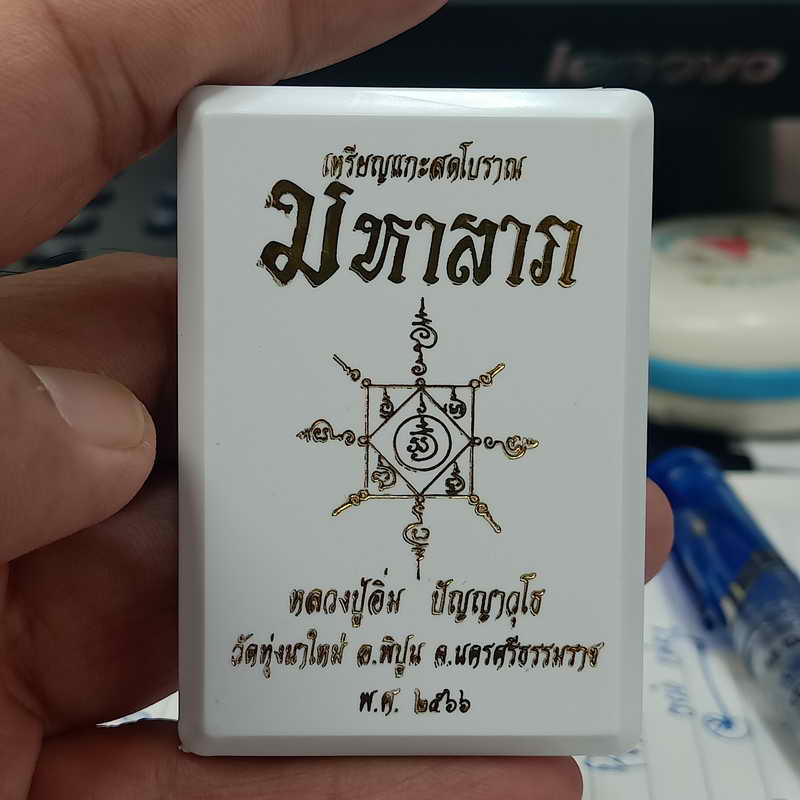 lenovo
เหรียญแกะสดโบราณ
มหาลาภ
หลวงปู่อิ่ม ปัญญาวุโธ
วัดทุ่งนาใหม่ อ.พิปูน จ.นครศรีธรรมราช
พ.ศ. ๒๕๖๖